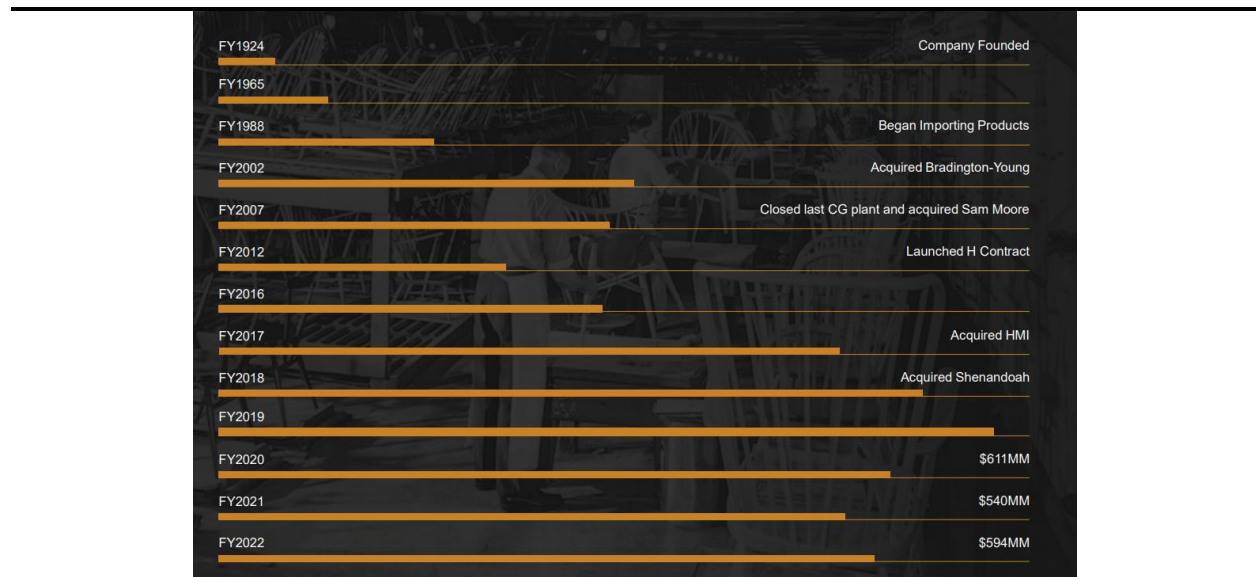 FY1924 Company Founded
FY1965
FY1988 Began Importing Products
FY2002 Acquired Bradington-Young
FY2007 Closed last CG plant and acquired Sam Moore
FY2012 Launched H Contract
FY2016
FY2017 Acquired HMI
FY2018 Acquired Shenandoah
FY2019
FY2020 $611MM
FY2021 $540MM
FY2022 $594MM